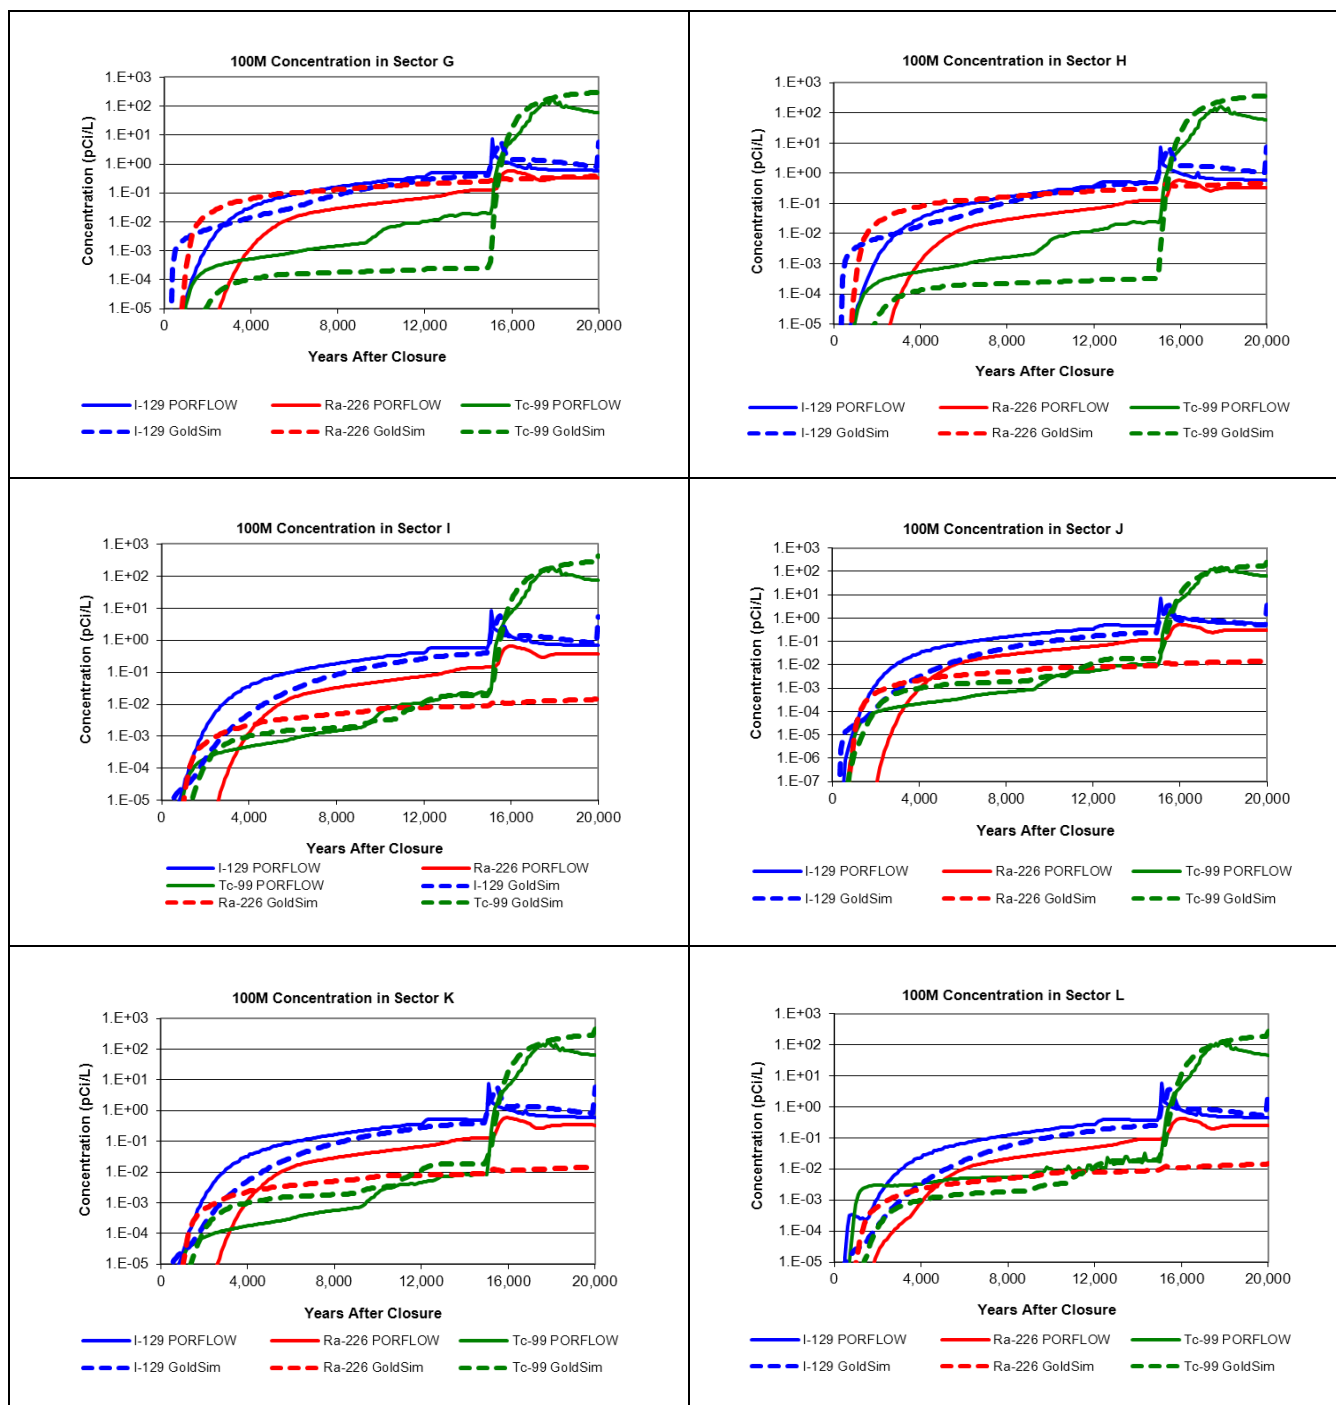 100M Concentration in Sector G
Concentration (pCi/L)
1.E+03
1.E+02
1.E+01
1.E+00
1.E-01
1.E-02
1.E-03
1.E-04
1.E-05
0 4,000 8,000 12,000 16,000 20,000
Years After Closure
I-129 PORFLOW Ra-226 PORFLOW Tc-99 PORFLOW
I-129 GoldSim Ra-226 GoldSim Tc-99 GoldSim
100M Concentration in Sector H
Concentration (pCi/L)
1.E+03
1.E+02
1.E+01
1.E+00
1.E-01
1.E-02
1.E-03
1.E-04
1.E-05
0 4,000 8,000 12,000 16,000 20,000
Years After Closure
I-129 PORFLOW Ra-226 PORFLOW Tc-99 PORFLOW
I-129 GoldSim Ra-226 GoldSim Tc-99 GoldSim
100M Concentration in Sector I
Concentration (pCi/L)
1.E+03
1.E+02
1.E+01
1.E+00
1.E-01
1.E-02
1.E-03
1.E-04
1.E-05
0 4,000 8,000 12,000 16,000 20,000
Years After Closure
I-129 PORFLOW Ra-226 PORFLOW
Tc-99 PORFLOW I-129 GoldSim
Ra-226 GoldSim Tc-99 GoldSim
100M Concentration in Sector J
Concentration (pCi/L)
1.E+03
1.E+02
1.E+01
1.E+00
1.E-01
1.E-02
1.E-03
1.E-04
1.E-05
1.E-06
1.E-07
0 4,000 8,000 12,000 16,000 20,000
Years After Closure
I-129 PORFLOW Ra-226 PORFLOW Tc-99 PORFLOW
I-129 GoldSim Ra-226 GoldSim Tc-99 GoldSim
100M Concentration in Sector K
Concentration (pCi/L)
1.E+03
1.E+02
1.E+01
1.E+00
1.E-01
1.E-02
1.E-03
1.E-04
1.E-05
0 4,000 8,000 12,000 16,000 20,000
Years After Closure
I-129 PORFLOW Ra-226 PORFLOW Tc-99 PORFLOW
I-129 GoldSim Ra-226 GoldSim Tc-99 GoldSim
100M Concentration in Sector L
Concentration (pCi/L)
1.E+03
1.E+02
1.E+01
1.E+00
1.E-01
1.E-02
1.E-03
1.E-04
1.E-05
0 4,000 8,000 12,000 16,000 20,000
Years After Closure
I-129 PORFLOW Ra-226 PORFLOW Tc-99 PORFLOW
I-129 GoldSim Ra-226 GoldSim Tc-99 GoldSim